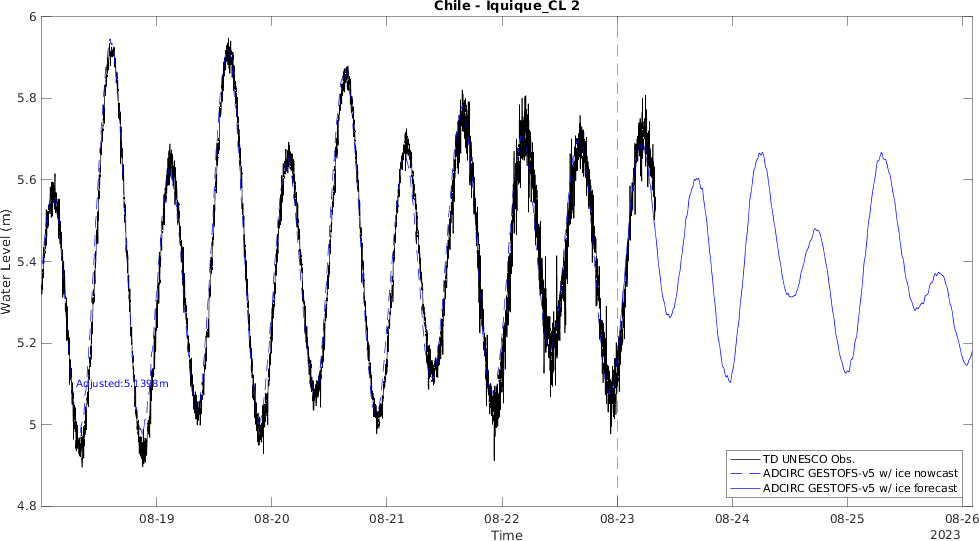 Chile - Iquique_CL 2
6
5.8
5.6
5.4
5.2
5
4.8
Water Level (m)
Adjusted:5.1398m
TD UNESCO Obs.
ADCIRC GESTOFS-v5 w/ ice nowcast
ADCIRC GESTOFS-v5 w/ ice forecast
08-19
08-20
08-21
08-22
08-23
08-24
08-25
08-26
Time
2023